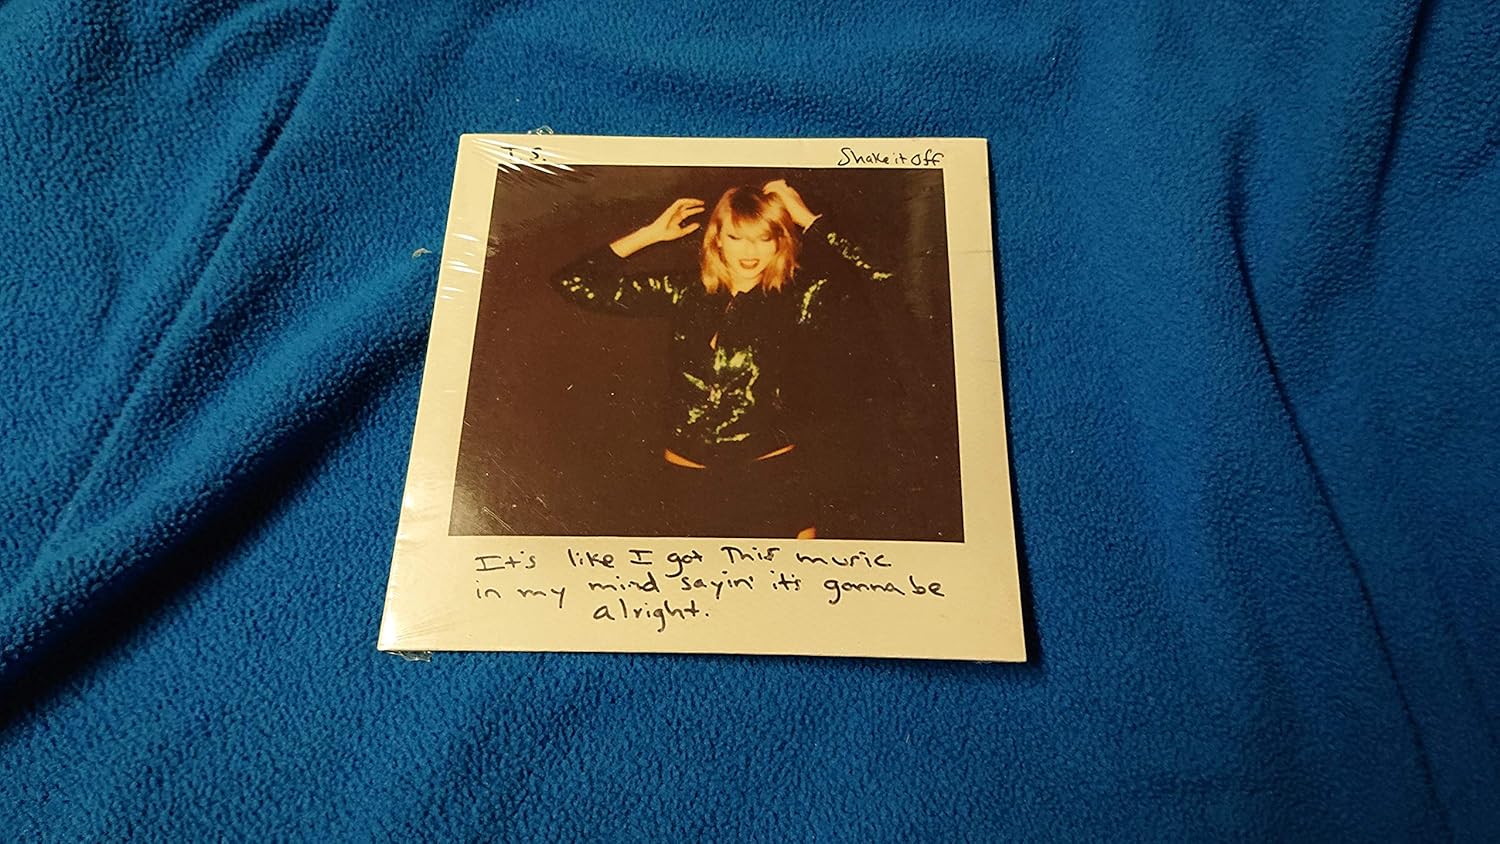 T. S.
Shake it Off
It's like I got This music
in my mind sayin' it's gonna be
alright.